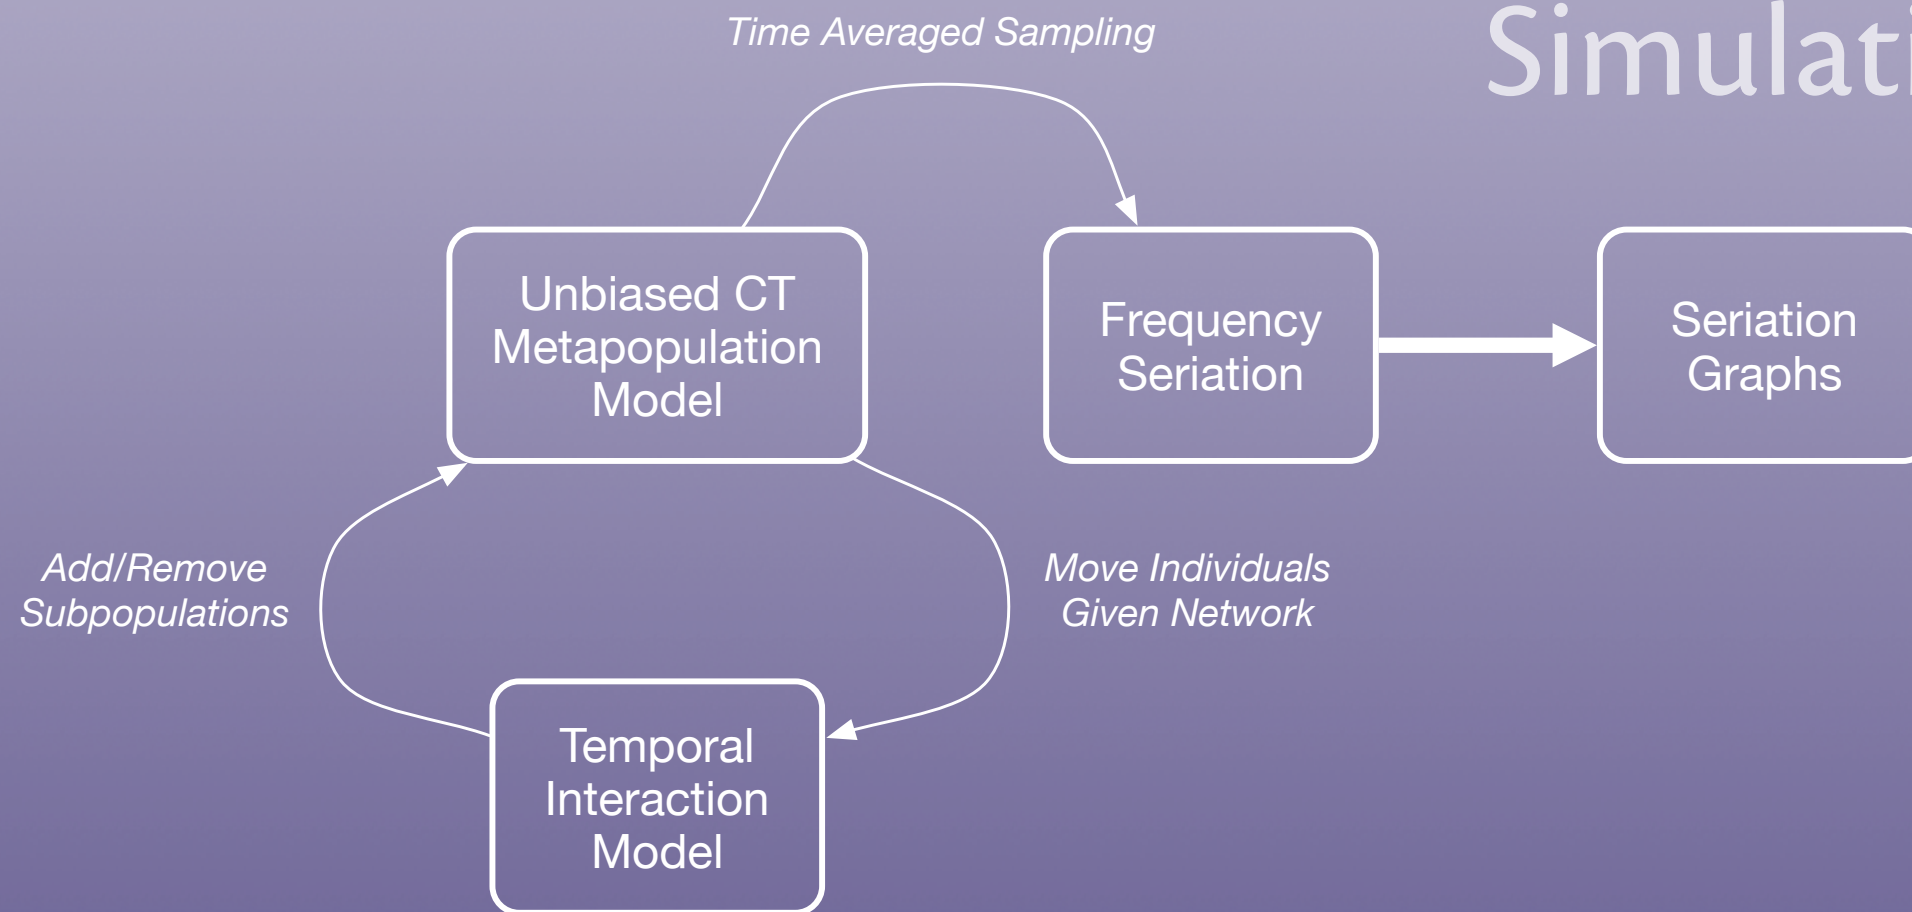 Time Averaged Sampling
Simulati
Unbiased CT
Metapopulation
Model
Frequency
Seriation
Seriation
Graphs
Add/Remove
Subpopulations
Move Individuals
Given Network
Temporal
Interaction
Model